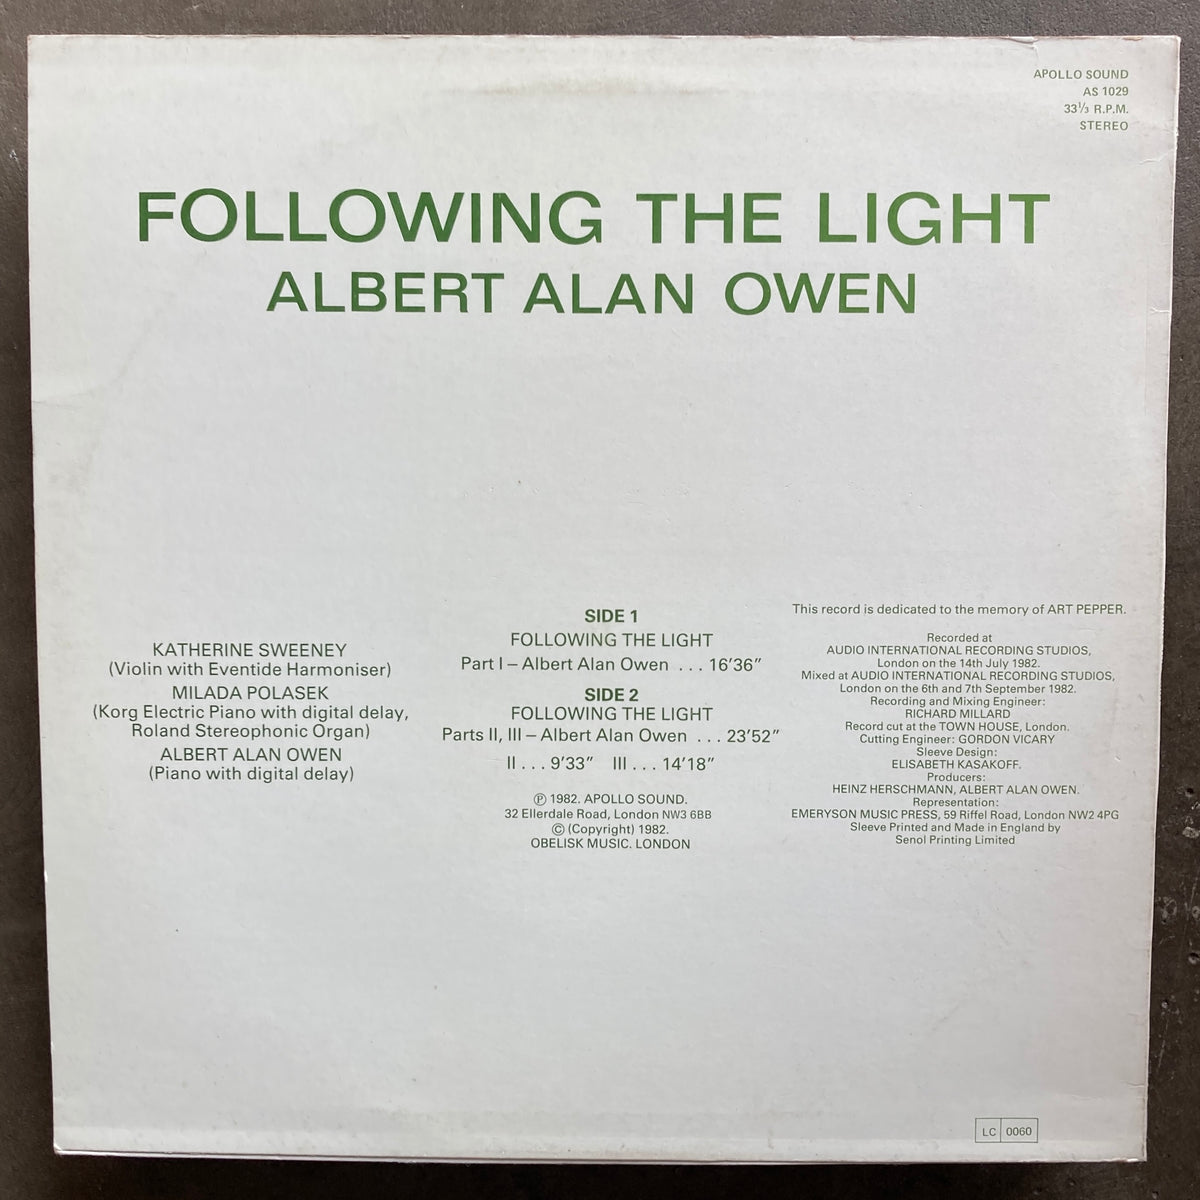 APOLLO SOUND
AS 1029
33⅓ R.P.M.
STEREO
FOLLOWING THE LIGHT
ALBERT ALAN OWEN
KATHERINE SWEENEY
(Violin with Eventide Harmoniser)
MILADA POLASEK
(Korg Electric Piano with digital delay,
Roland Stereophonic Organ)
ALBERT ALAN OWEN
(Piano with digital delay)
SIDE 1
FOLLOWING THE LIGHT
Part I – Albert Alan Owen ... 16'36”
SIDE 2
FOLLOWING THE LIGHT
Parts II, III – Albert Alan Owen ... 23'52”
II ... 9'33” III ... 14'18”
Ⓟ 1982. APOLLO SOUND.
32 Ellerdale Road, London NW3 6BB
© (Copyright) 1982.
OBELISK MUSIC. LONDON
This record is dedicated to the memory of ART PEPPER.
Recorded at
AUDIO INTERNATIONAL RECORDING STUDIOS,
London on the 14th July 1982.
Mixed at AUDIO INTERNATIONAL RECORDING STUDIOS,
London on the 6th and 7th September 1982.
Recording and Mixing Engineer:
RICHARD MILLARD
Record cut at the TOWN HOUSE, London.
Cutting Engineer: GORDON VICARY
Sleeve Design:
ELISABETH KASAKOFF.
Producers:
HEINZ HERSCHMANN, ALBERT ALAN OWEN.
Representation:
EMERYSON MUSIC PRESS, 59 Riffel Road, London NW2 4PG
Sleeve Printed and Made in England by
Senol Printing Limited
LC 0060